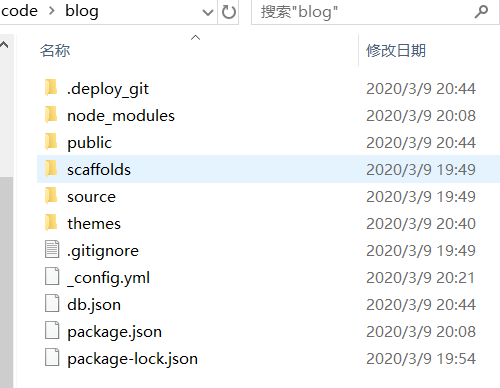 code › blog 搜索"blog"
名称 修改日期
.deploy_git 2020/3/9 20:44
node_modules 2020/3/9 20:08
public 2020/3/9 20:44
scaffolds 2020/3/9 19:49
source 2020/3/9 19:49
themes 2020/3/9 20:40
.gitignore 2020/3/9 19:49
_config.yml 2020/3/9 20:21
db.json 2020/3/9 20:44
package.json 2020/3/9 20:08
package-lock.json 2020/3/9 19:54